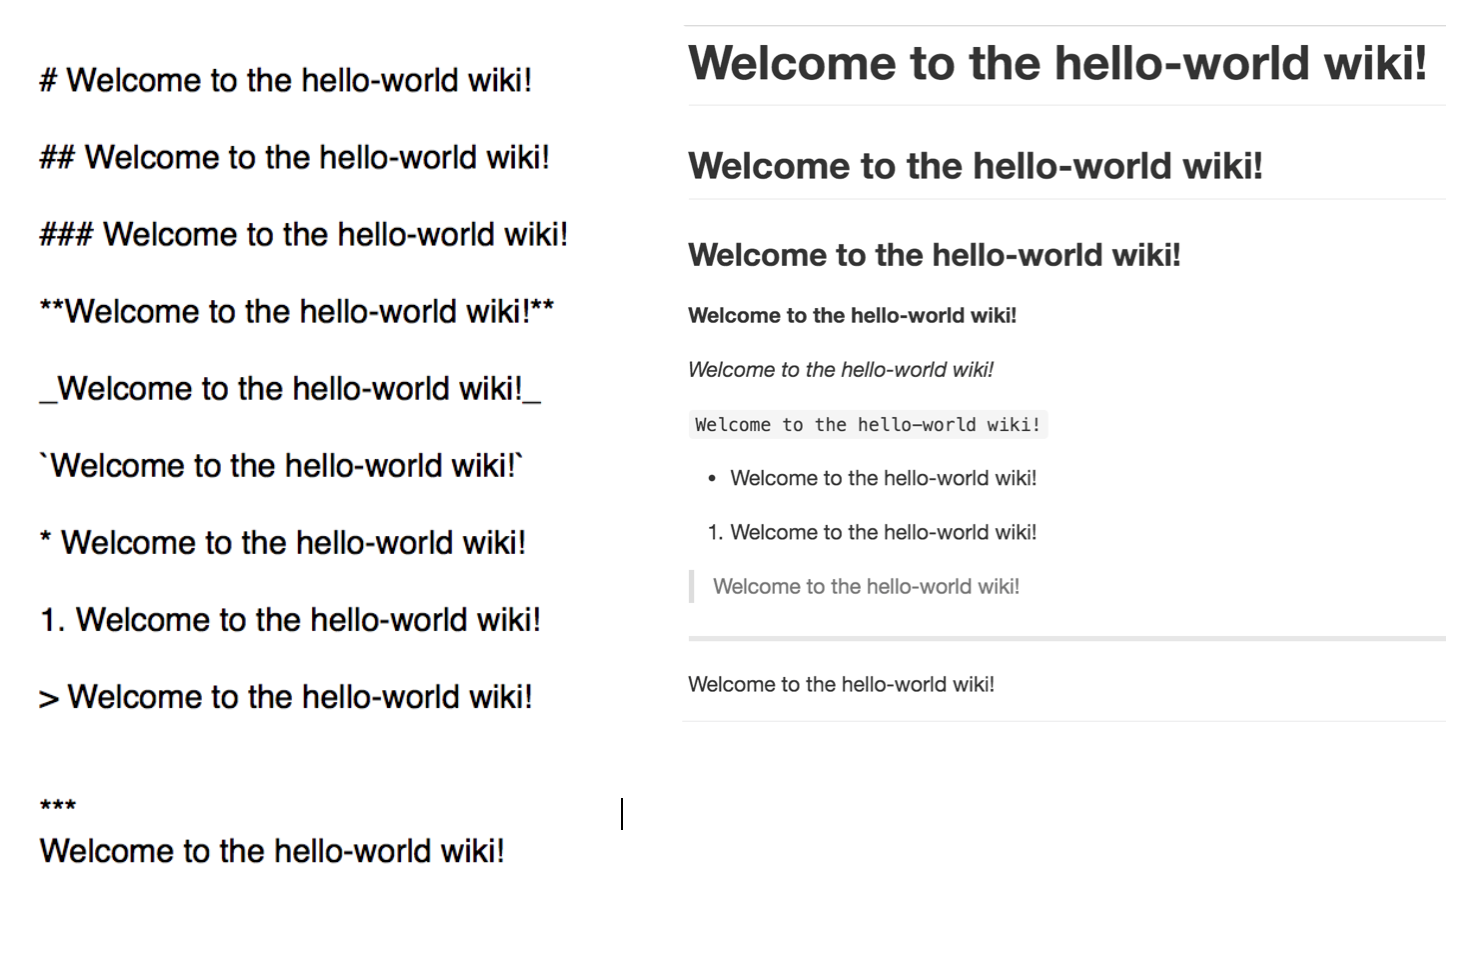 # Welcome to the hello-world wiki!
## Welcome to the hello-world wiki!
### Welcome to the hello-world wiki!
**Welcome to the hello-world wiki!**
_Welcome to the hello-world wiki!_
`Welcome to the hello-world wiki!`
* Welcome to the hello-world wiki!
1. Welcome to the hello-world wiki!
> Welcome to the hello-world wiki!
***
Welcome to the hello-world wiki!
Welcome to the hello-world wiki!
Welcome to the hello-world wiki!
Welcome to the hello-world wiki!
Welcome to the hello-world wiki!
Welcome to the hello-world wiki!
Welcome to the hello-world wiki!
• Welcome to the hello-world wiki!
1. Welcome to the hello-world wiki!
Welcome to the hello-world wiki!
Welcome to the hello-world wiki!